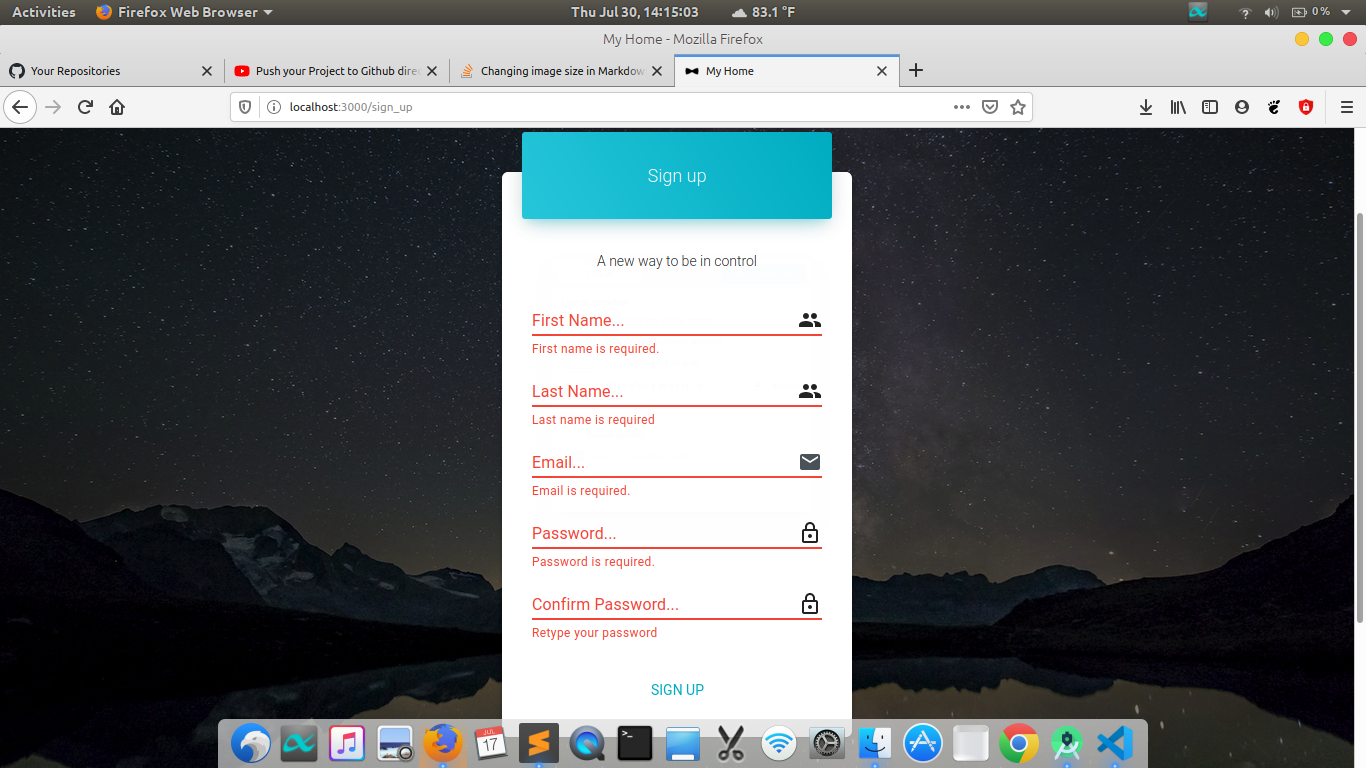 Activities
Firefox Web Browser
Thu Jul 30, 14:15:03
83.1 °F
0 %
My Home - Mozilla Firefox
Your Repositories
Push your Project to Github dire
Changing image size in Markdow
My Home
localhost:3000/sign_up
Sign up
A new way to be in control
First Name...
First name is required.
Last Name...
Last name is required
Email...
Email is required.
Password...
Password is required.
Confirm Password...
Retype your password
SIGN UP
JUL
17
>_